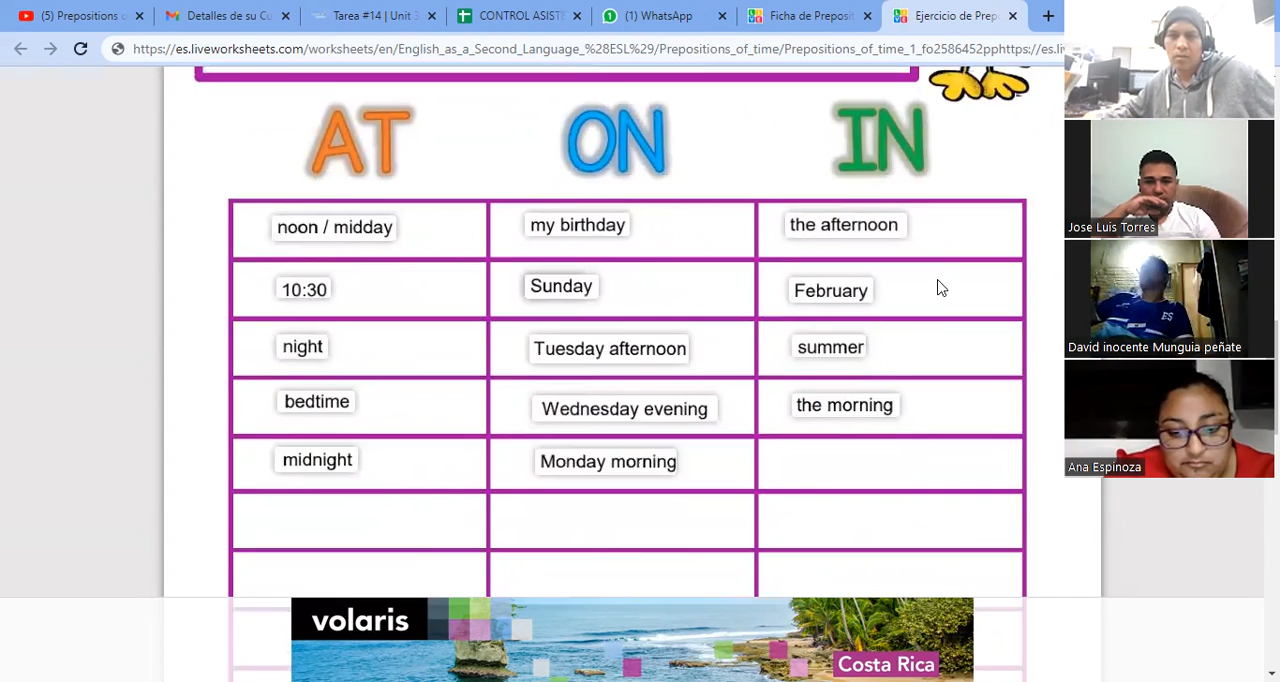 (5) Prepositions o
Detalles de su Cu
Tarea #14 | Unit 3
CONTROL ASIST
(1) WhatsApp
Ficha de Preposit
Ejercicio de Prep
https://es.liveworksheets.com/worksheets/en/English_as_a_Second_Language_%28ESL%29/Prepositions_of_time/Prepositions_of_time_1_fo2586452pphttps://es.liv
AT ON IN
noon / midday my birthday the afternoon
10:30 Sunday February
night Tuesday afternoon summer
bedtime Wednesday evening the morning
midnight Monday morning
volaris
Costa Rica
Jose Luis Torres
ES
David inocente Munguia peñate
Ana Espinoza